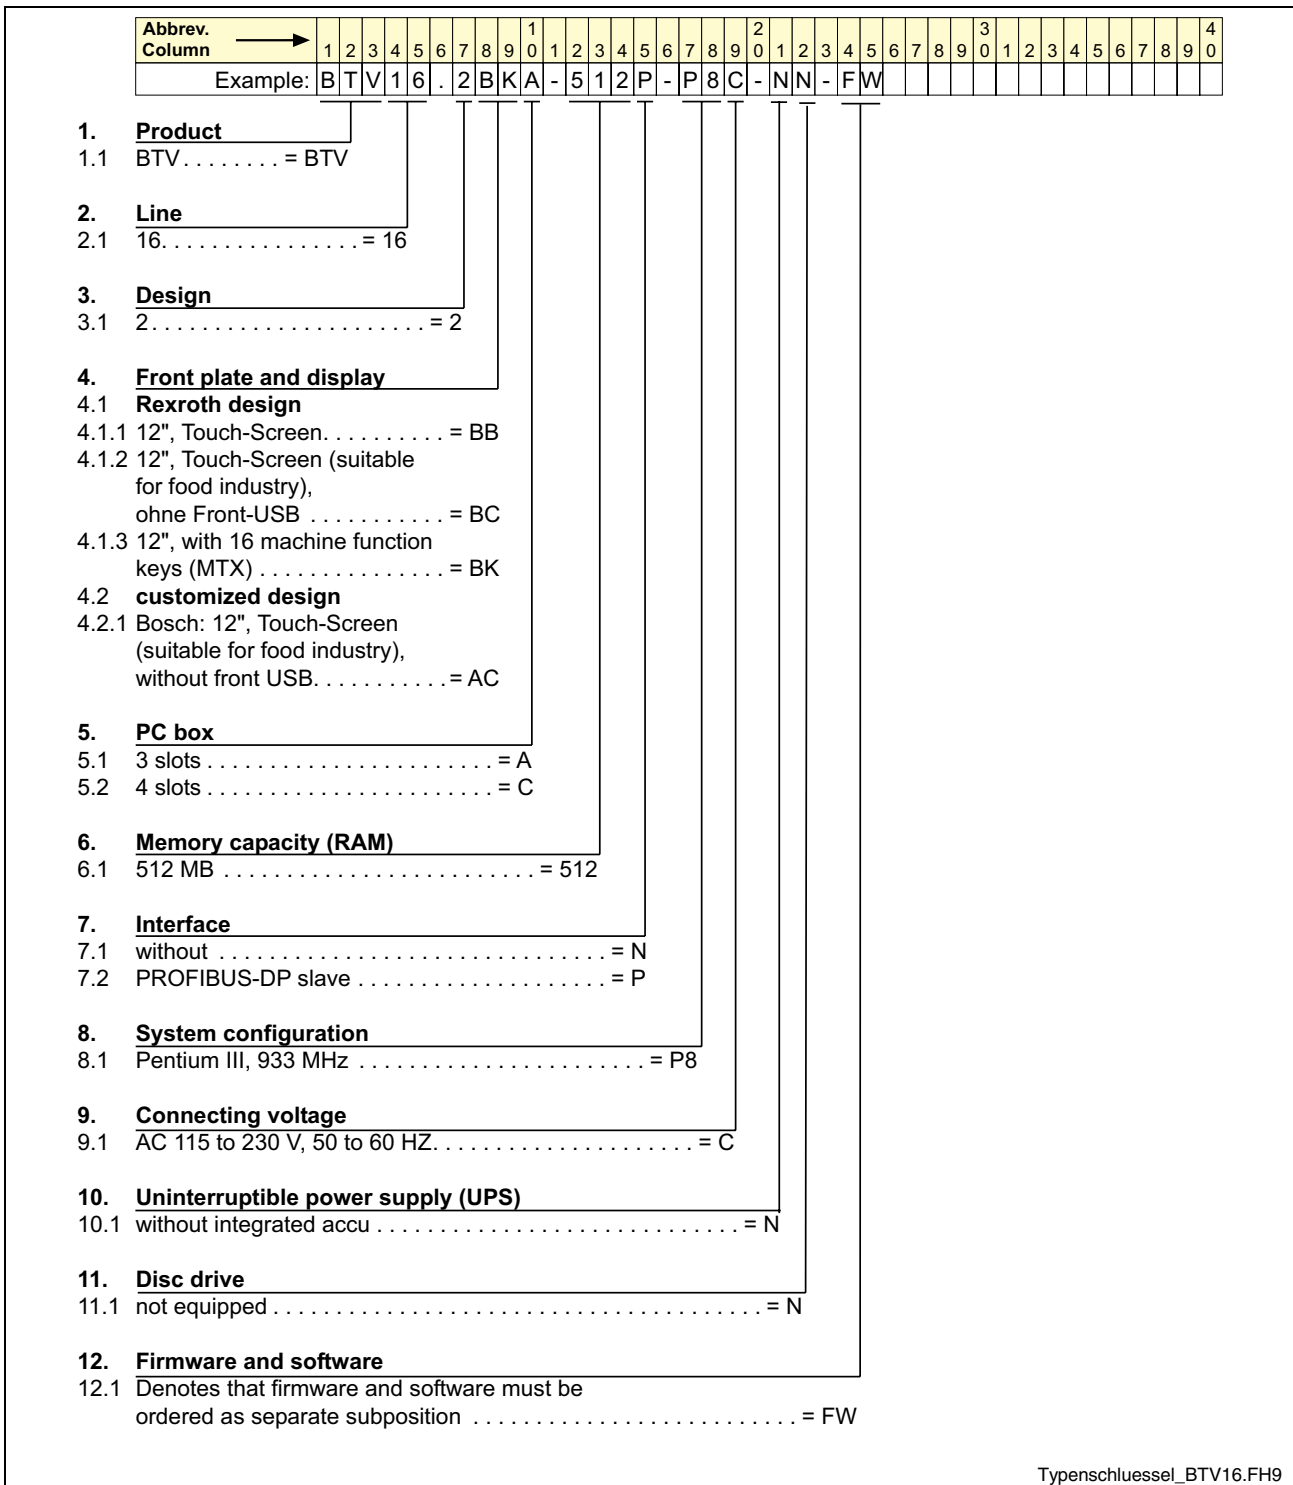 Abbrev.
Column 1 2 3 4 5 6 7 8 9 10 1 2 3 4 5 6 7 8 9 20 1 2 3 4 5 6 7 8 9 30 1 2 3 4 5 6 7 8 9 40
Example: B T V 1 6 . 2 B K A - 5 1 2 P - P 8 C - N N - F W
1. Product
1.1 BTV. . . . . . . . = BTV
2. Line
2.1 16. . . . . . . . . . . . . . . . = 16
3. Design
3.1 2. . . . . . . . . . . . . . . . . . . . . . = 2
4. Front plate and display
4.1 Rexroth design
4.1.1 12", Touch-Screen. . . . . . . . . . = BB
4.1.2 12", Touch-Screen (suitable
for food industry),
ohne Front-USB . . . . . . . . . . . = BC
4.1.3 12", with 16 machine function
keys (MTX) . . . . . . . . . . . . . . . = BK
4.2 customized design
4.2.1 Bosch: 12", Touch-Screen
(suitable for food industry),
without front USB. . . . . . . . . . . = AC
5. PC box
5.1 3 slots . . . . . . . . . . . . . . . . . . . . . . . = A
5.2 4 slots . . . . . . . . . . . . . . . . . . . . . . . = C
6. Memory capacity (RAM)
6.1 512 MB . . . . . . . . . . . . . . . . . . . . . . . . . = 512
7. Interface
7.1 without . . . . . . . . . . . . . . . . . . . . . . . . . . . . . . . . . = N
7.2 PROFIBUS-DP slave . . . . . . . . . . . . . . . . . . . . = P
8. System configuration
8.1 Pentium III, 933 MHz . . . . . . . . . . . . . . . . . . . . . . . = P8
9. Connecting voltage
9.1 AC 115 to 230 V, 50 to 60 HZ. . . . . . . . . . . . . . . . . . . . . = C
10. Uninterruptible power supply (UPS)
10.1 without integrated accu . . . . . . . . . . . . . . . . . . . . . . . . . . . . . = N
11. Disc drive
11.1 not equipped . . . . . . . . . . . . . . . . . . . . . . . . . . . . . . . . . . . . . . . = N
12. Firmware and software
12.1 Denotes that firmware and software must be
ordered as separate subposition . . . . . . . . . . . . . . . . . . . . . . . . . . = FW
Typenschluessel_BTV16.FH9